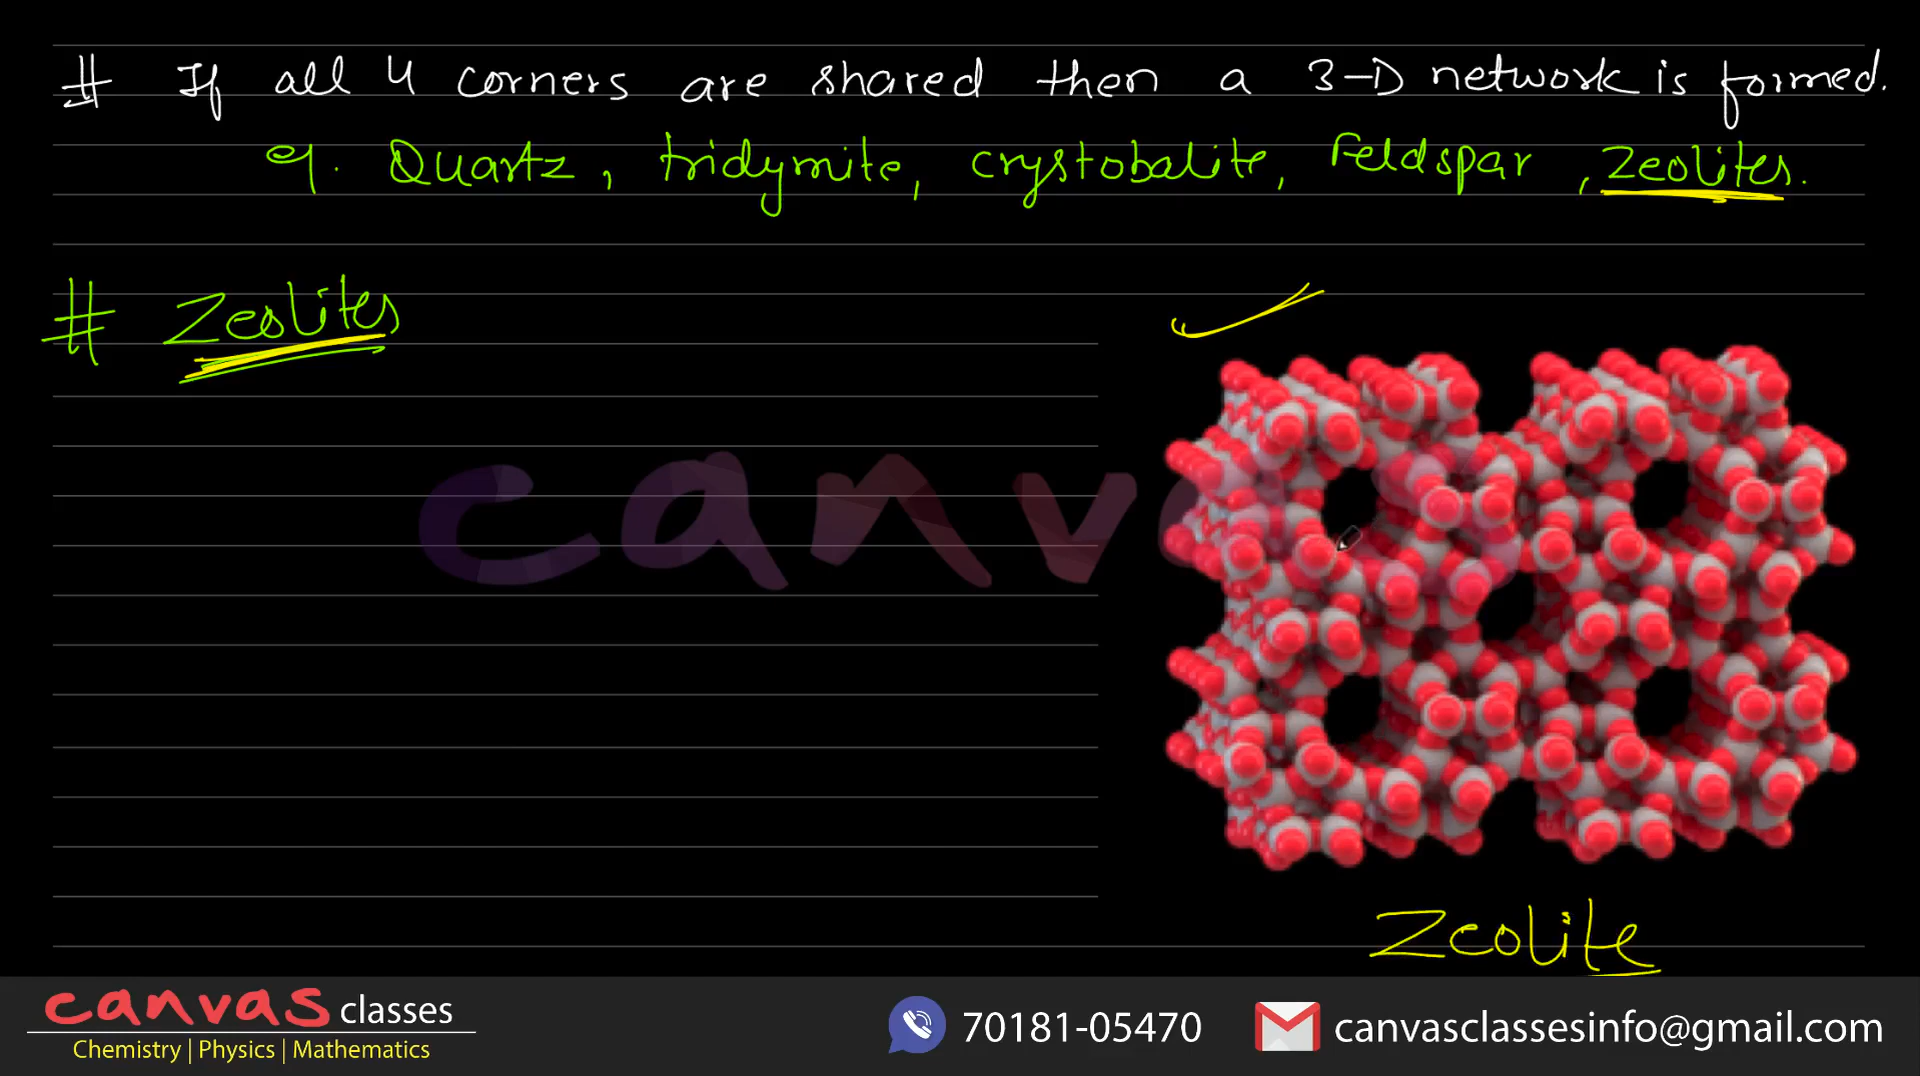 # If all 4 corners are shared then a 3-D network is formed.
eg. Quartz, tridymite, crystobalite, Feldspar, Zeolites.
# Zeolites
canva
Zeolite
canvas classes
Chemistry | Physics | Mathematics
70181-05470
canvasclassesinfo@gmail.com